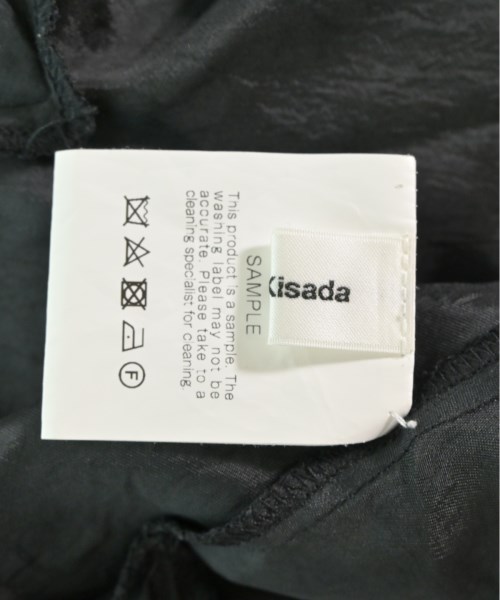 Kisada
SAMPLE
This product is a sample. The
washing label may not be
accurate. Please take to a
cleaning specialist for cleaning
F